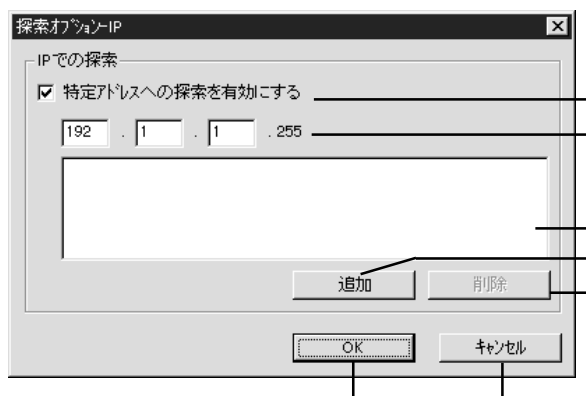 探索ｵﾌﾟｼｮﾝ-IP
IPでの探索
特定ｱﾄﾞﾚｽへの探索を有効にする
192 . 1 . 1 . 255
追加 削除
OK ｷｬﾝｾﾙ